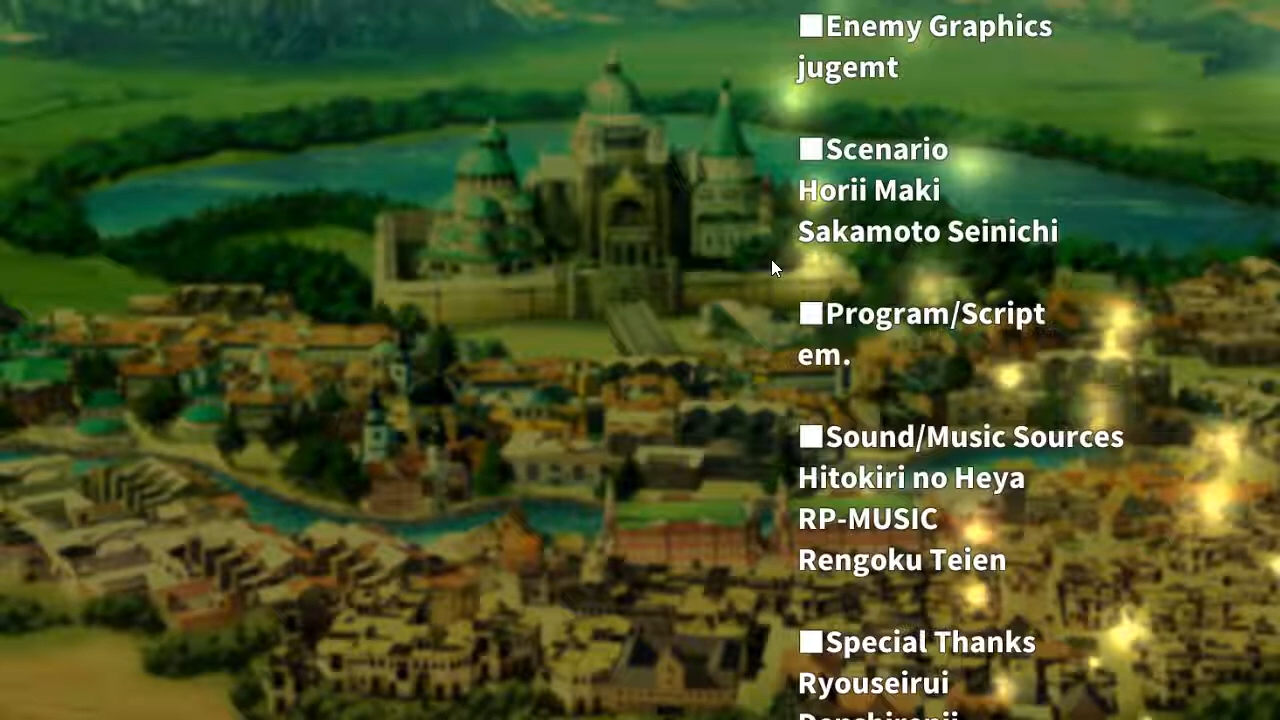 ■Enemy Graphics
jugemt
■Scenario
Horii Maki
Sakamoto Seinichi
■Program/Script
em.
■Sound/Music Sources
Hitokiri no Heya
RP-MUSIC
Rengoku Teien
■Special Thanks
Ryouseirui